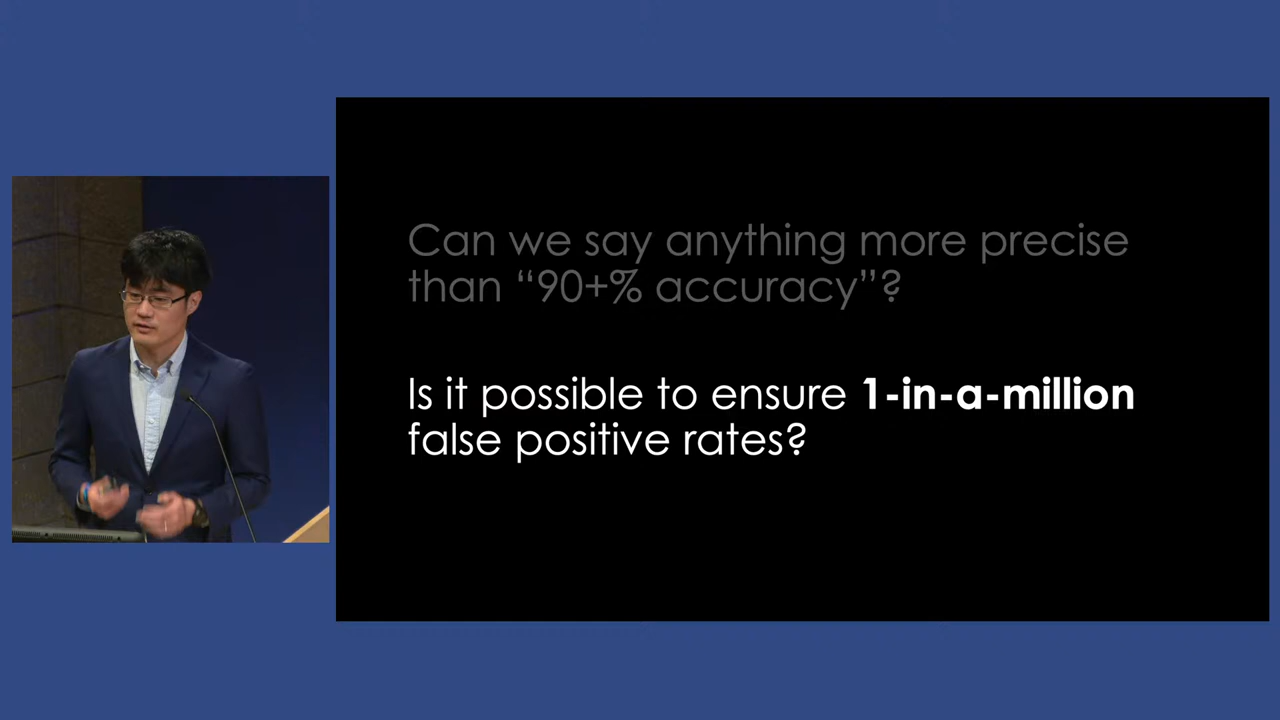 Can we say anything more precise
than “90+% accuracy”?
Is it possible to ensure 1-in-a-million
false positive rates?